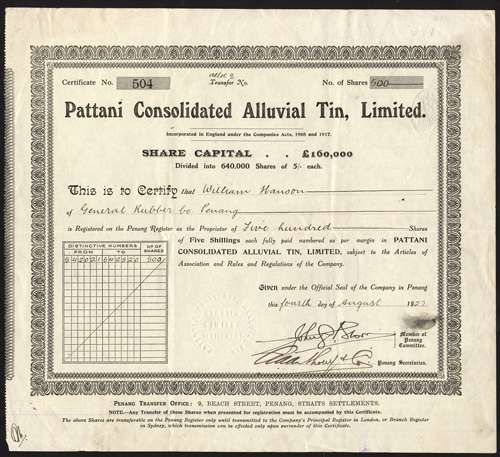 Certificate No. 504
Transfer No.
No. of Shares 500
Pattani Consolidated Alluvial Tin, Limited.
Incorporated in England under the Companies Acts, 1908 and 1917.
SHARE CAPITAL . . £160,000
Divided into 640,000 Shares of 5/- each.
This is to Certify that William Hanson
of General Rubber Co Penang
is Registered on the Penang Register as the Proprietor of Five hundred Shares
of Five Shillings each fully paid numbered as per margin in PATTANI
CONSOLIDATED ALLUVIAL TIN, LIMITED, subject to the Articles of
Association and Rules and Regulations of the Company.
DISTINCTIVE NUMBERS
FROM TO
No OF SHARES
54021 54520 500
Given under the Official Seal of the Company in Penang
this fourth day of August 1927
Member of
Penang
Committee.
Penang Secretaries.
PENANG TRANSFER OFFICE: 9, BEACH STREET, PENANG, STRAITS SETTLEMENTS.
NOTE.—Any Transfer of these Shares when presented for registration must be accompanied by this Certificate.
The above Shares are transferable on the Penang Register only until transmitted to the Company's Principal Register in London, or Branch Register
in Sydney, which transmission can be effected only upon surrender of this Certificate.